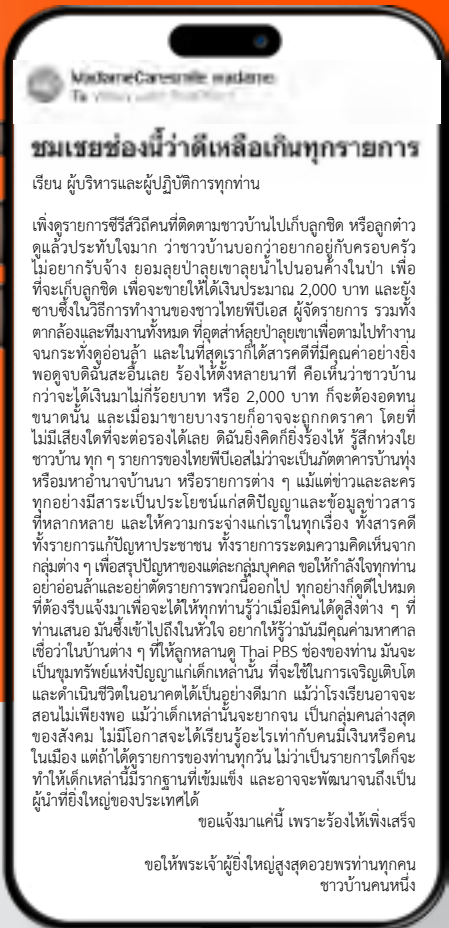 MadameCaresmile madame
To
ชมเชยช่องนี้ว่าดีเหลือเกินทุกรายการ
เรียน ผู้บริหารและผู้ปฏิบัติการทุกท่าน
เพิ่งดูรายการซีรีส์วิถีคนที่ติดตามชาวบ้านไปเก็บลูกชิด หรือลูกต๋าว
ดูแล้วประทับใจมาก ว่าชาวบ้านบอกว่าอยากอยู่กับครอบครัว
ไม่อยากรับจ้าง ยอมลุยป่าลุยเขาลุยน้ำไปนอนค้างในป่า เพื่อ
ที่จะเก็บลูกชิด เพื่อจะขายให้ได้เงินประมาณ 2,000 บาท และยัง
ซาบซึ้งในวิธีการทำงานของชาวไทยพีบีเอส ผู้จัดรายการ รวมทั้ง
ตากล้องและทีมงานทั้งหมด ที่อุตส่าห์ลุยป่าลุยเขาเพื่อตามไปทำงาน
จนกระทั่งดูอ่อนล้า และในที่สุดเราก็ได้สารคดีที่มีคุณค่าอย่างยิ่ง
พอดูจบดิฉันสะอื้นเลย ร้องไห้ตั้งหลายนาที คือเห็นว่าชาวบ้าน
กว่าจะได้เงินมาไม่กี่ร้อยบาท หรือ 2,000 บาท ก็จะต้องอดทน
ขนาดนั้น และเมื่อมาขายบางรายก็อาจจะถูกกดราคา โดยที่
ไม่มีเสียงใดที่จะต่อรองได้เลย ดิฉันยิ่งคิดก็ยิ่งร้องไห้ รู้สึกห่วงใย
ชาวบ้าน ทุก ๆ รายการของไทยพีบีเอสไม่ว่าจะเป็นภัตตาคารบ้านทุ่ง
หรือมหาอำนาจบ้านนา หรือรายการต่าง ๆ แม้แต่ข่าวและละคร
ทุกอย่างมีสาระเป็นประโยชน์แก่สติปัญญาและข้อมูลข่าวสาร
ที่หลากหลาย และให้ความกระจ่างแก่เราในทุกเรื่อง ทั้งสารคดี
ทั้งรายการแก้ปัญหาประชาชน ทั้งรายการระดมความคิดเห็นจาก
กลุ่มต่าง ๆ เพื่อสรุปปัญหาของแต่ละกลุ่มบุคคล ขอให้กำลังใจทุกท่าน
อย่าอ่อนล้าและอย่าตัดรายการพวกนี้ออกไป ทุกอย่างก็ดูดีไปหมด
ที่ต้องรีบแจ้งมาเพื่อจะได้ให้ทุกท่านรู้ว่าเมื่อมีคนได้ดูสิ่งต่าง ๆ ที่
ท่านเสนอ มันซึ้งเข้าไปถึงในหัวใจ อยากให้รู้ว่ามันมีคุณค่ามหาศาล
เชื่อว่าในบ้านต่าง ๆ ที่ให้ลูกหลานดู Thai PBS ช่องของท่าน มันจะ
เป็นขุมทรัพย์แห่งปัญญาแก่เด็กเหล่านั้น ที่จะใช้ในการเจริญเติบโต
และดำเนินชีวิตในอนาคตได้เป็นอย่างดีมาก แม้ว่าโรงเรียนอาจจะ
สอนไม่เพียงพอ แม้ว่าเด็กเหล่านั้นจะยากจน เป็นกลุ่มคนล่างสุด
ของสังคม ไม่มีโอกาสจะได้เรียนรู้อะไรเท่ากับคนมีเงินหรือคน
ในเมือง แต่ถ้าได้ดูรายการของท่านทุกวัน ไม่ว่าเป็นรายการใดก็จะ
ทำให้เด็กเหล่านี้มีรากฐานที่เข้มแข็ง และอาจจะพัฒนาจนถึงเป็น
ผู้นำที่ยิ่งใหญ่ของประเทศได้
ขอแจ้งมาแค่นี้ เพราะร้องไห้เพิ่งเสร็จ
ขอให้พระเจ้าผู้ยิ่งใหญ่สูงสุดอวยพรท่านทุกคน
ชาวบ้านคนหนึ่ง